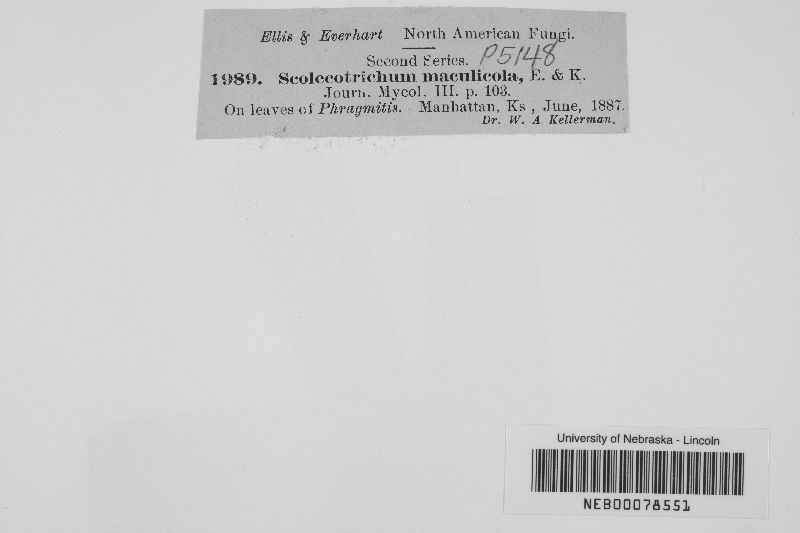 Ellis & Everhart North American Fungi.
Second Series. P5148
1989. Scolecotrichum maculicola, E. & K.
Journ. Mycol. III. p. 103.
On leaves of Phragmitis. Manhattan, Ks , June, 1887.
Dr. W. A Kellerman.
University of Nebraska - Lincoln
NEB00078551